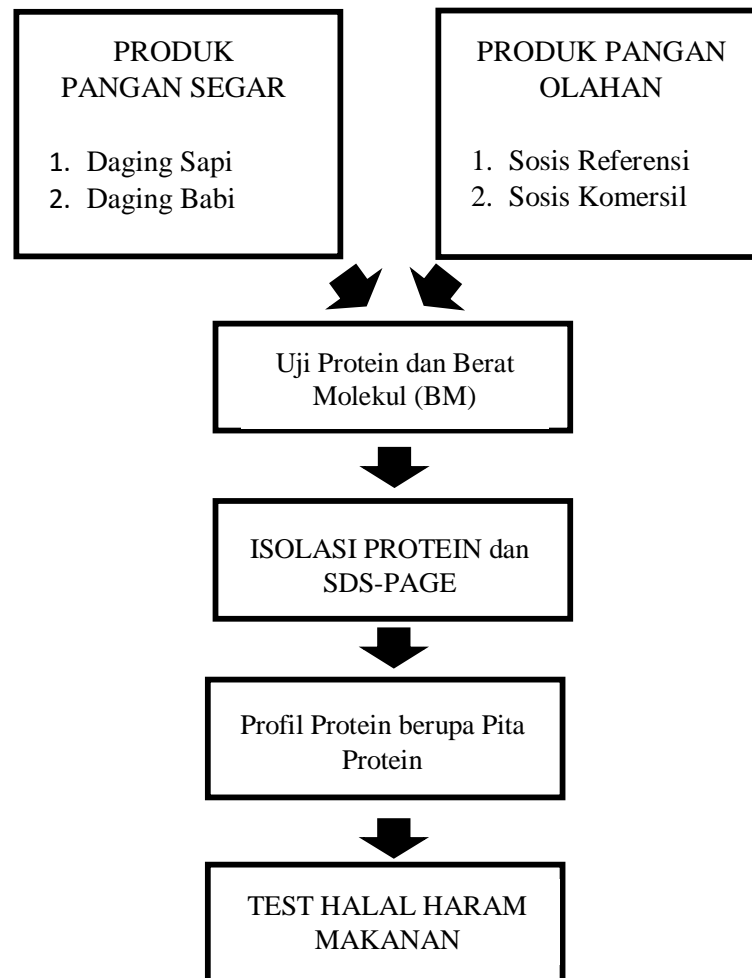 PRODUK
PANGAN SEGAR
1. Daging Sapi
2. Daging Babi
PRODUK PANGAN
OLAHAN
1. Sosis Referensi
2. Sosis Komersil
Uji Protein dan Berat
Molekul (BM)
ISOLASI PROTEIN dan
SDS-PAGE
Profil Protein berupa Pita
Protein
TEST HALAL HARAM
MAKANAN